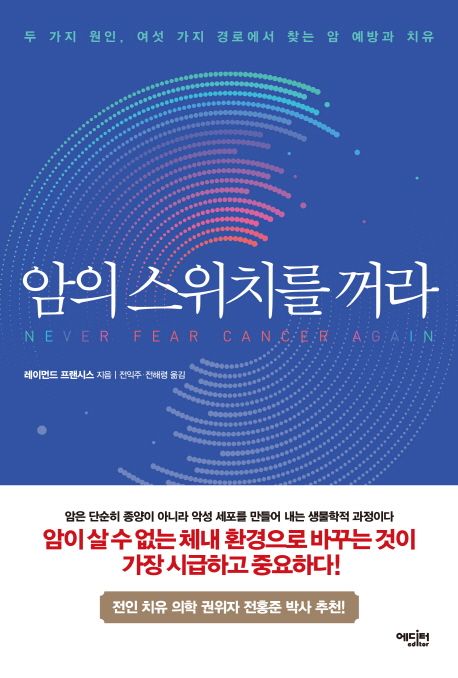 두 가지 원인, 여섯 가지 경로에서 찾는 암 예방과 치유
암의 스위치를 꺼라
NEVER FEAR CANCER AGAIN
레이먼드 프랜시스 지음 | 전익주·전해령 옮김
암은 단순히 종양이 아니라 악성 세포를 만들어 내는 생물학적 과정이다
암이 살 수 없는 체내 환경으로 바꾸는 것이
가장 시급하고 중요하다!
전인 치유 의학 권위자 전홍준 박사 추천!
에디터
editor